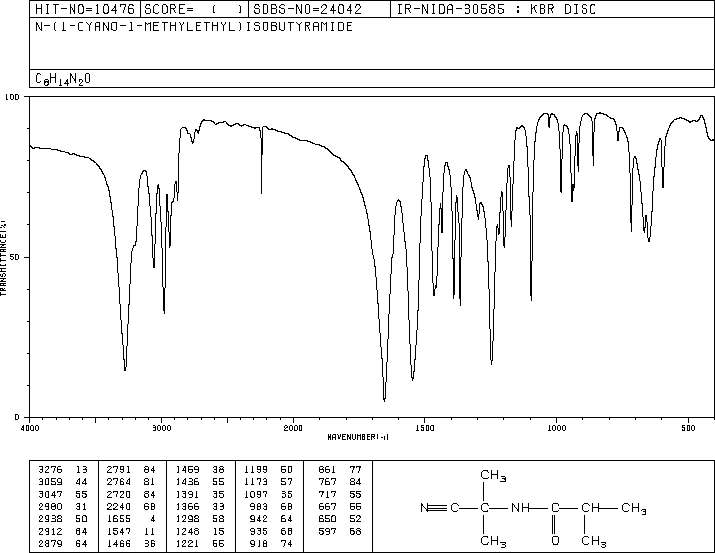 HIT-NO=10476 SCORE= ( ) SDBS-NO=24042 IR-NIDA-30585 : KBR DISC
N-(1-CYANO-1-METHYLETHYL)ISOBUTYRAMIDE
C8H14N2O
100
50
0
TRANSMITTANCE(%)
4000 3000 2000 1500 1000 500
WAVENUMBER(-1)
3276 13 2791 84 1459 38 1199 50 861 77
3059 44 2764 81 1436 55 1173 57 767 84
3047 55 2720 84 1391 35 1097 35 717 55
2980 31 2240 68 1366 33 983 68 667 55
2938 50 1655 4 1298 58 942 64 650 52
2912 64 1547 11 1248 15 935 68 597 68
2879 64 1466 36 1221 55 918 74
CH3
N C NH CH CH3
CH3 O CH3